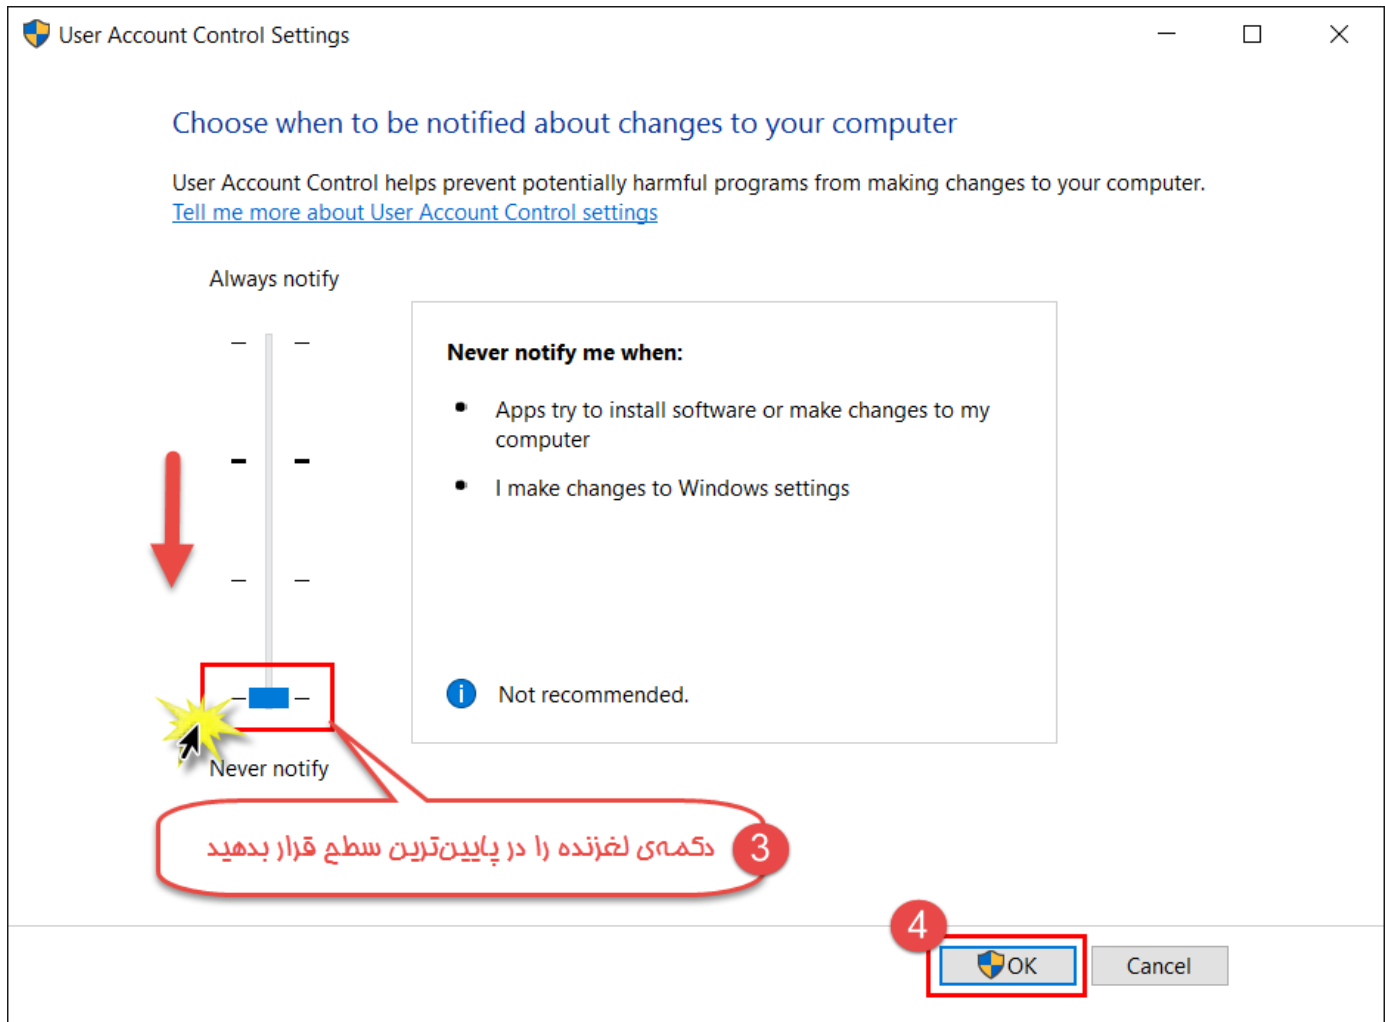 User Account Control Settings
Choose when to be notified about changes to your computer
User Account Control helps prevent potentially harmful programs from making changes to your computer.
Tell me more about User Account Control settings
Always notify
Never notify me when:
Apps try to install software or make changes to my
computer
I make changes to Windows settings
Not recommended.
Never notify
3 دکمه‌ی لغزنده را در پایین‌ترین سطح قرار بدهید
4
OK
Cancel